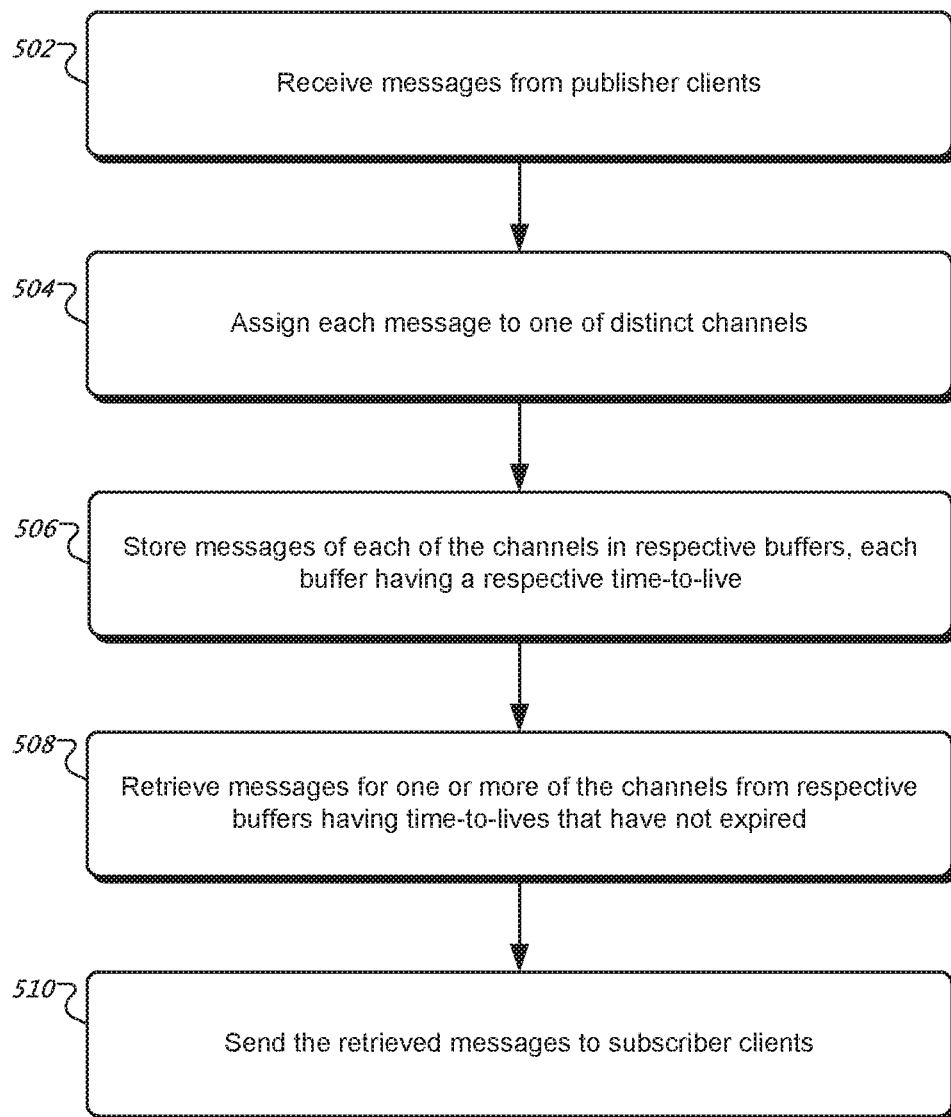 502
Receive messages from publisher clients
504
Assign each message to one of distinct channels
506
Store messages of each of the channels in respective buffers, each
buffer having a respective time-to-live
508
Retrieve messages for one or more of the channels from respective
buffers having time-to-lives that have not expired
510
Send the retrieved messages to subscriber clients